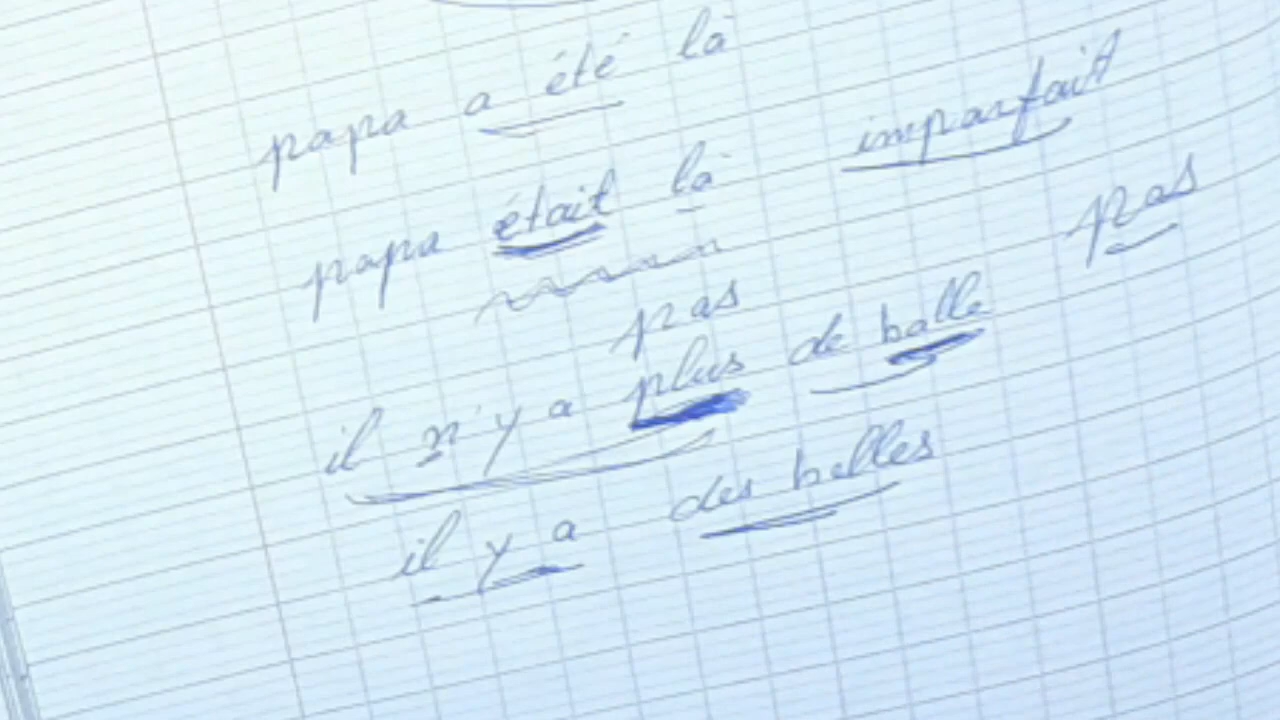 papa a été là
papa était là imparfait
pas
pas
il n'y a plus de balle
il y a des balles